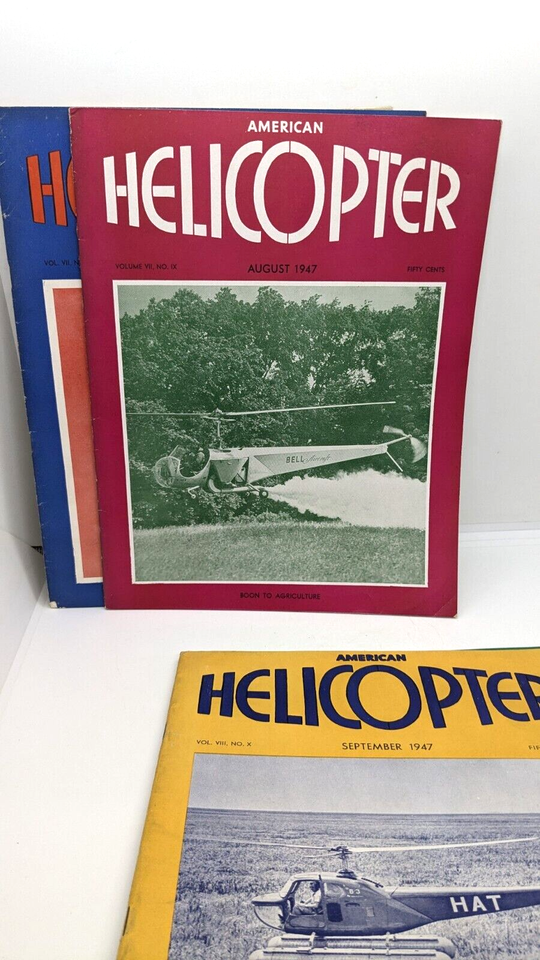 AMERICAN
HELICOPTER
VOLUME VII, NO. IX
AUGUST 1947
FIFTY CENTS
BELL Aircraft
BOON TO AGRICULTURE
VOL. VII,
AMERICAN
HELICOPTER
VOL. VIII, NO. X
SEPTEMBER 1947
HAT